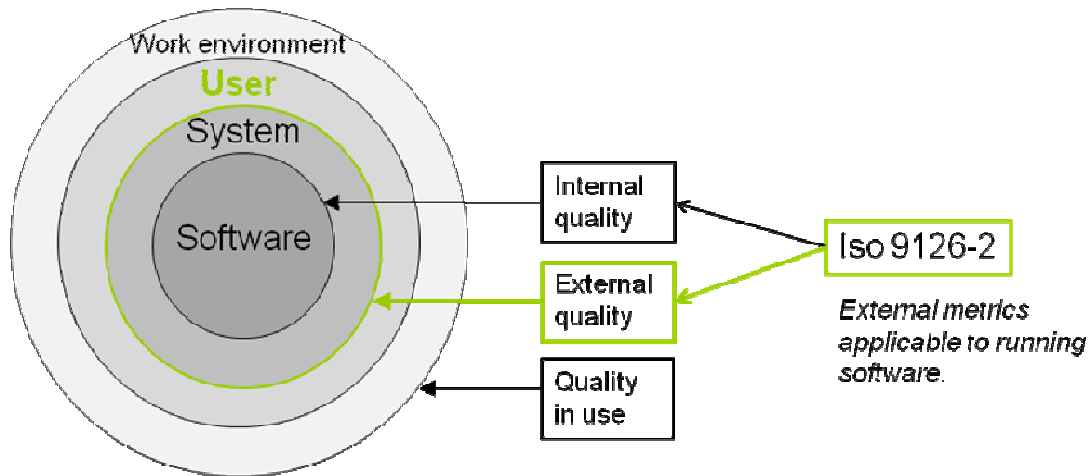 Work environment
User
System
Software
Internal
quality
External
quality
Quality
in use
Iso 9126-2
External metrics
applicable to running
software.